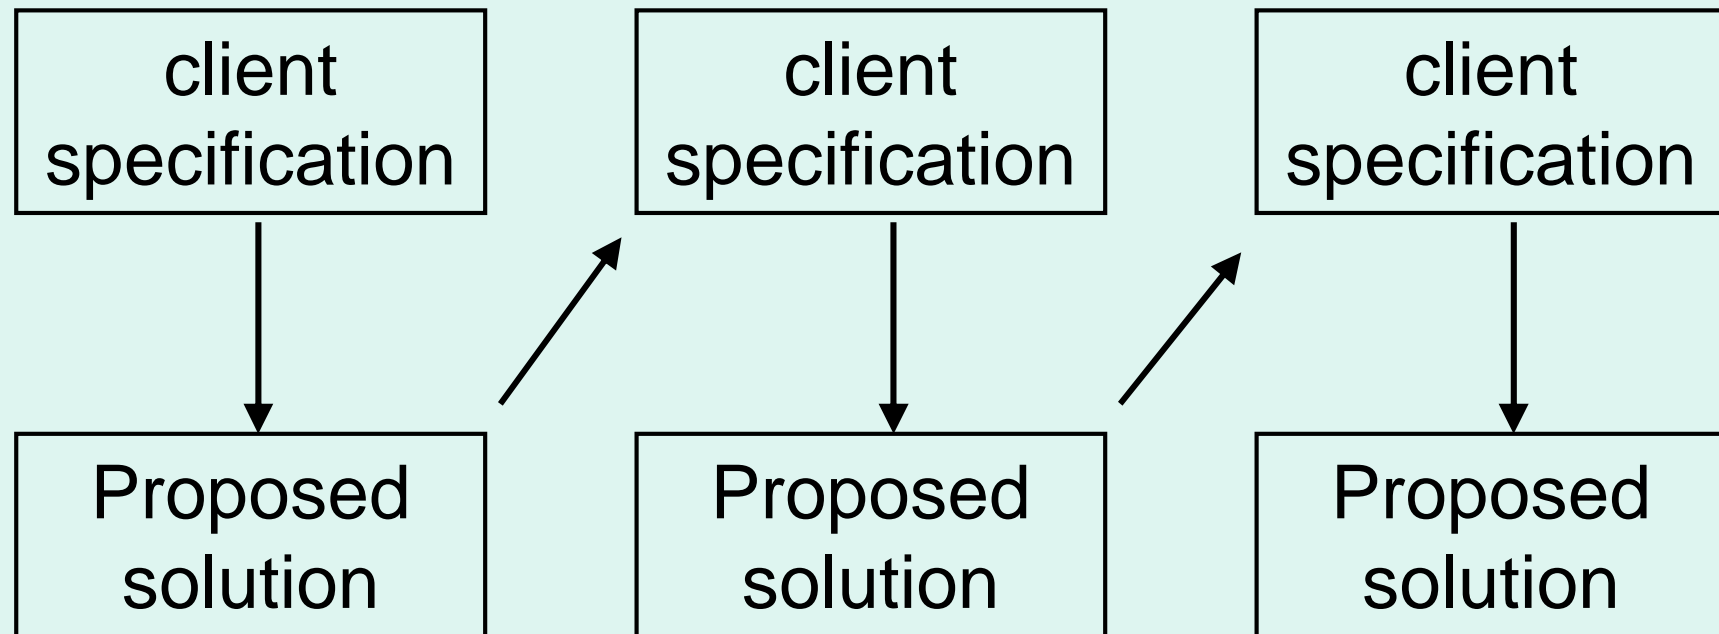 client
specification
client
specification
client
specification
Proposed
solution
Proposed
solution
Proposed
solution